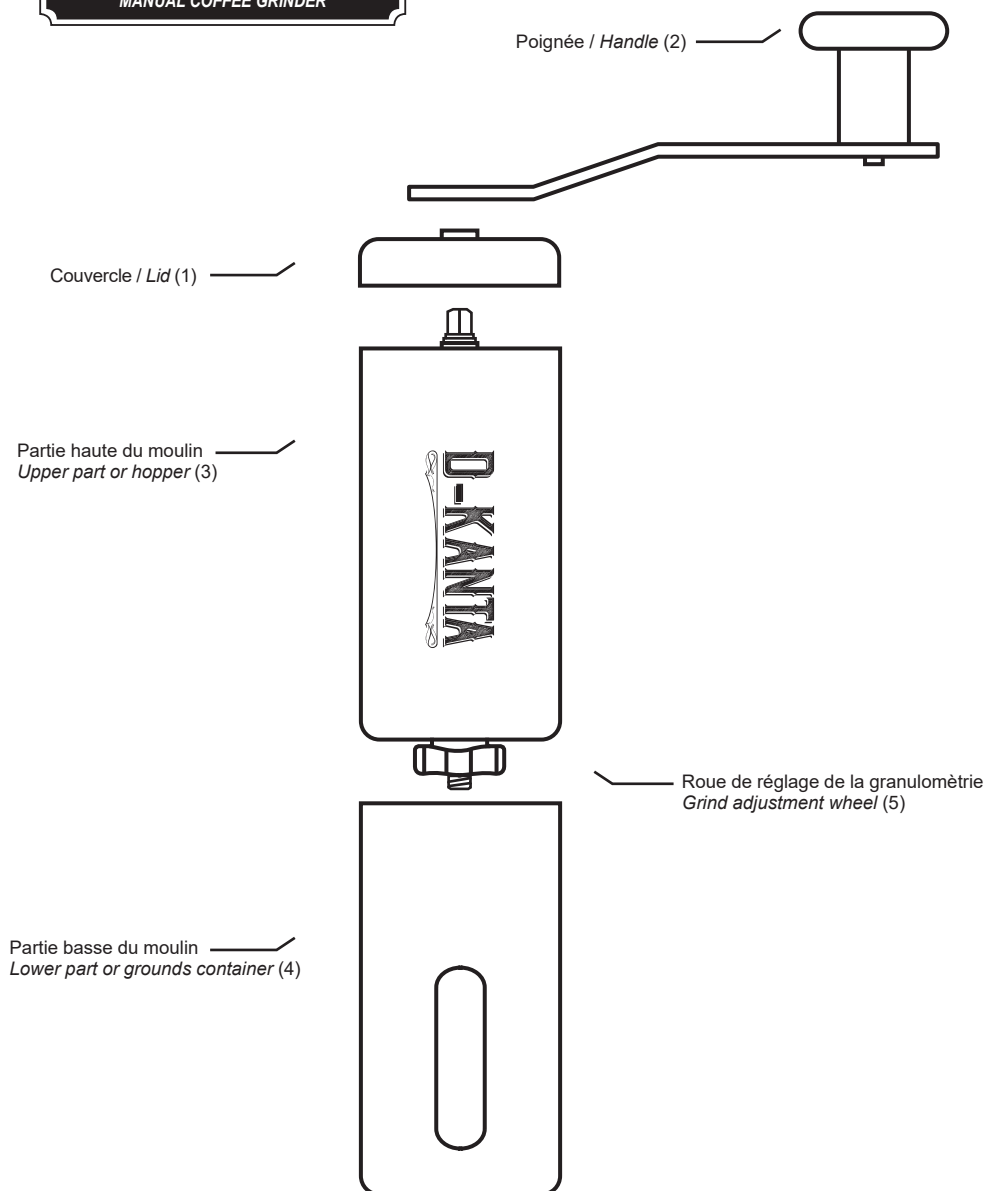 MANUAL COFFEE GRINDER
Poignée / Handle (2)
Couvercle / Lid (1)
Partie haute du moulin
Upper part or hopper (3)
D-KANTA
Roue de réglage de la granulomètrie
Grind adjustment wheel (5)
Partie basse du moulin
Lower part or grounds container (4)